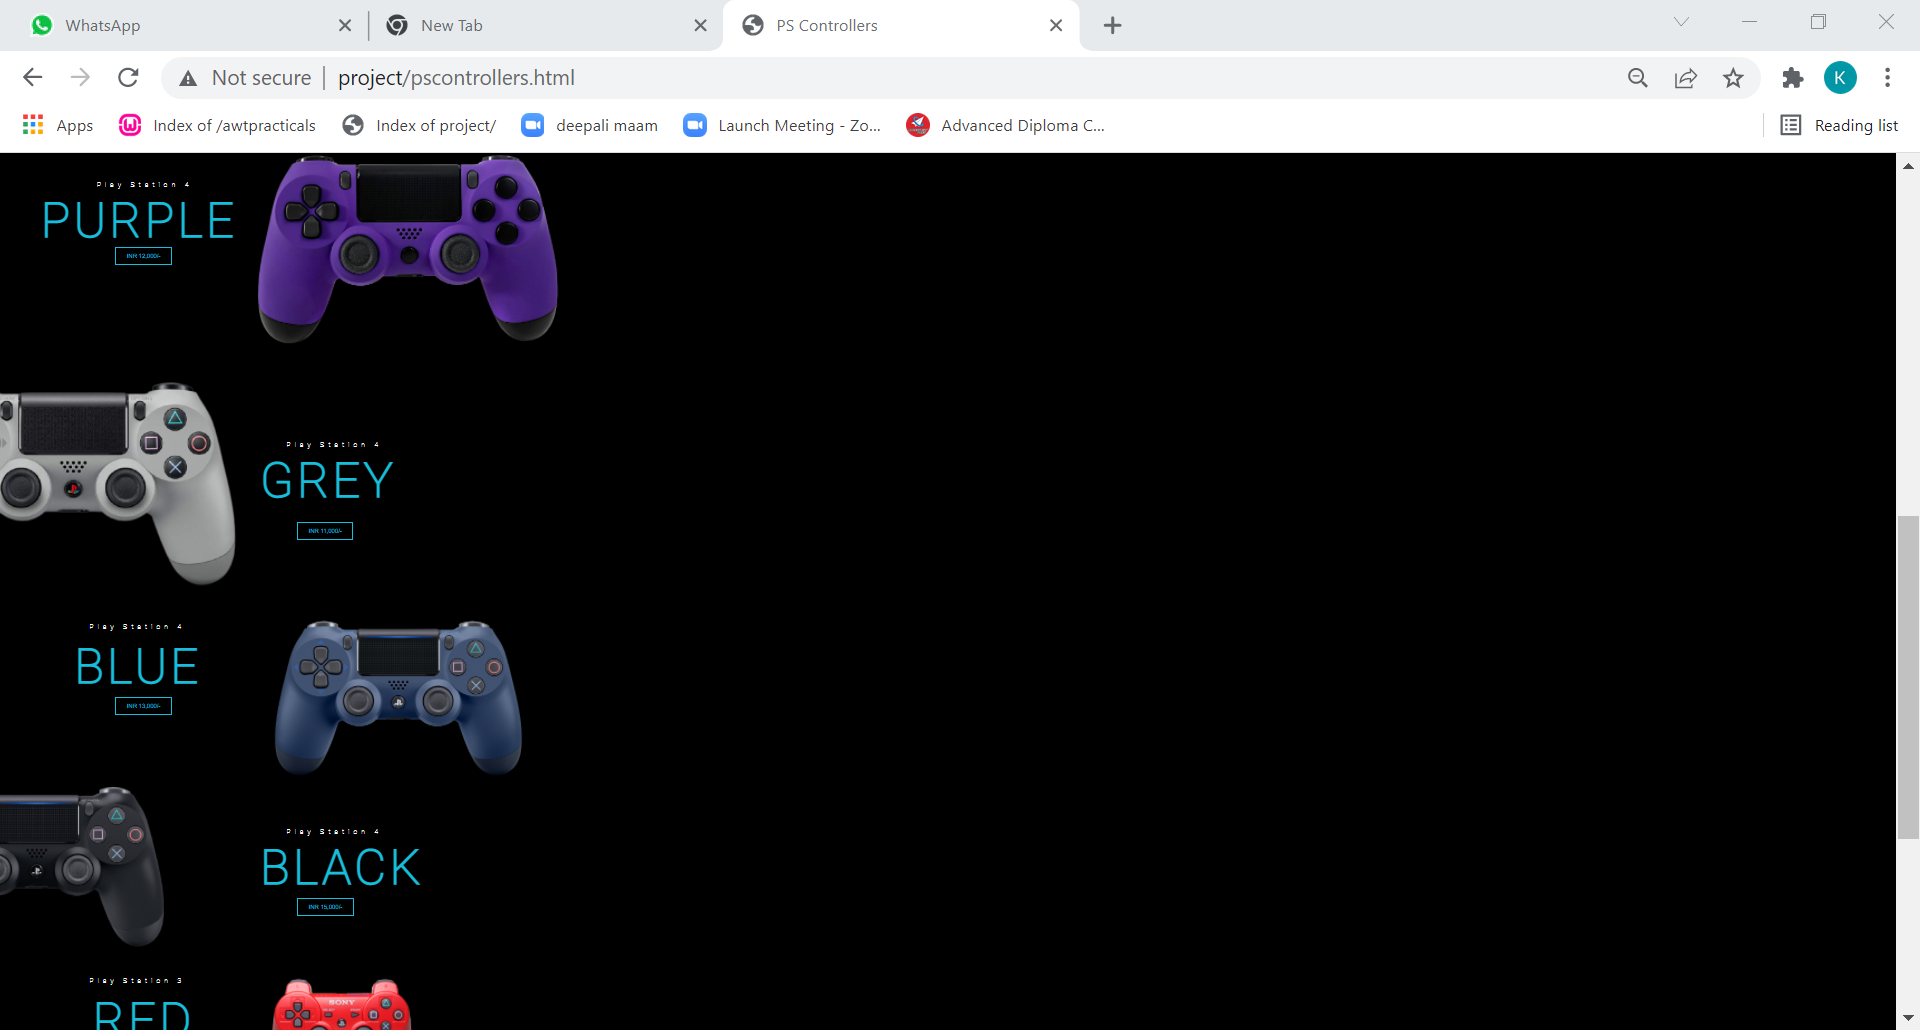 WhatsApp
New Tab
PS Controllers
Not secure
project/pscontrollers.html
K
Apps
Index of /awtpracticals
Index of project/
deepali maam
Launch Meeting - Zo...
Advanced Diploma C...
Reading list
Play Station 4
PURPLE
INR 12,000/-
Play Station 4
GREY
INR 11,000/-
Play Station 4
BLUE
INR 13,000/-
Play Station 4
BLACK
INR 15,000/-
Play Station 3
RED
SONY